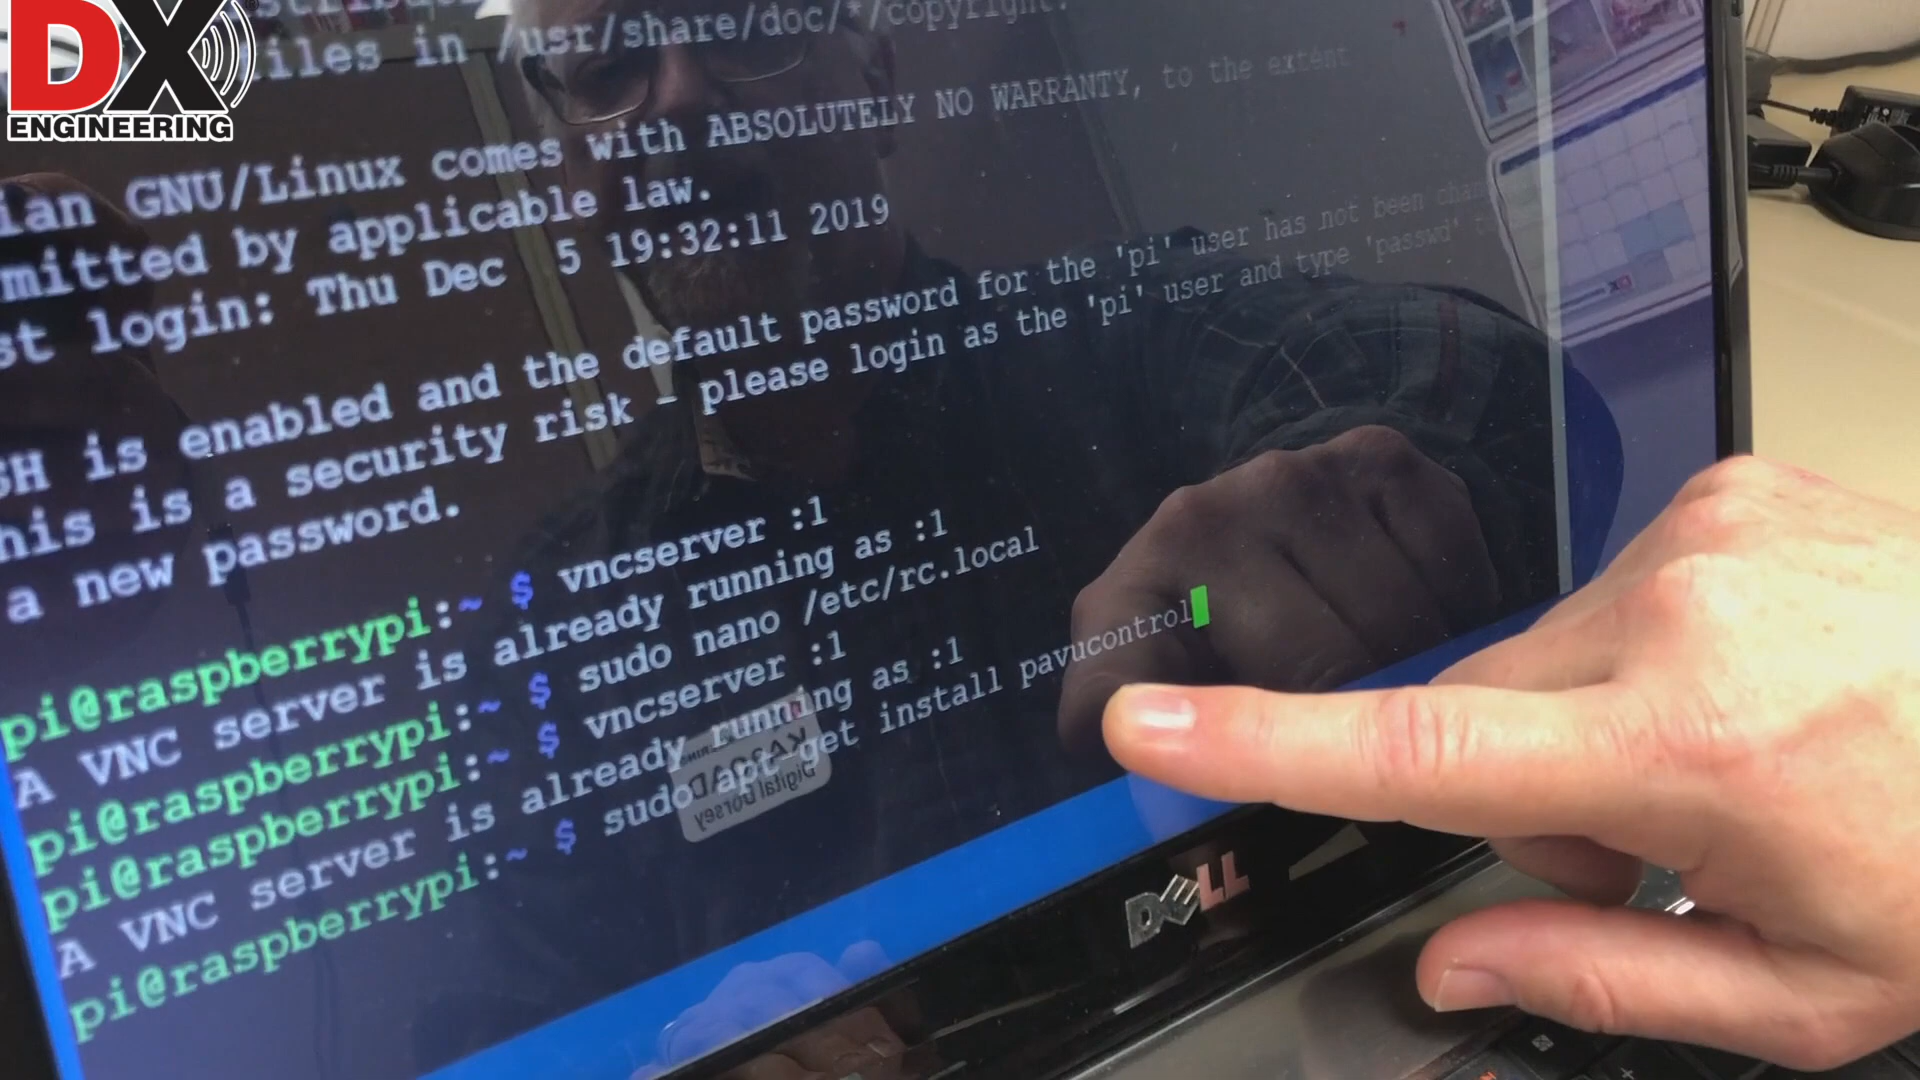 DX
ENGINEERING
iles in /usr/share/doc/*/copyright.
ian GNU/Linux comes with ABSOLUTELY NO WARRANTY, to the extent
mitted by applicable law.
st login: Thu Dec 5 19:32:11 2019
SH is enabled and the default password for the 'pi' user has not been chan
his is a security risk - please login as the 'pi' user and type 'passwd' t
a new password.
pi@raspberrypi:~ $ vncserver :1
A VNC server is already running as :1
pi@raspberrypi:~ $ sudo nano /etc/rc.local
pi@raspberrypi:~ $ vncserver :1
A VNC server is already running as :1
pi@raspberrypi:~ $ sudo apt-get install pavucontrol
Digital Dorsey
DELL